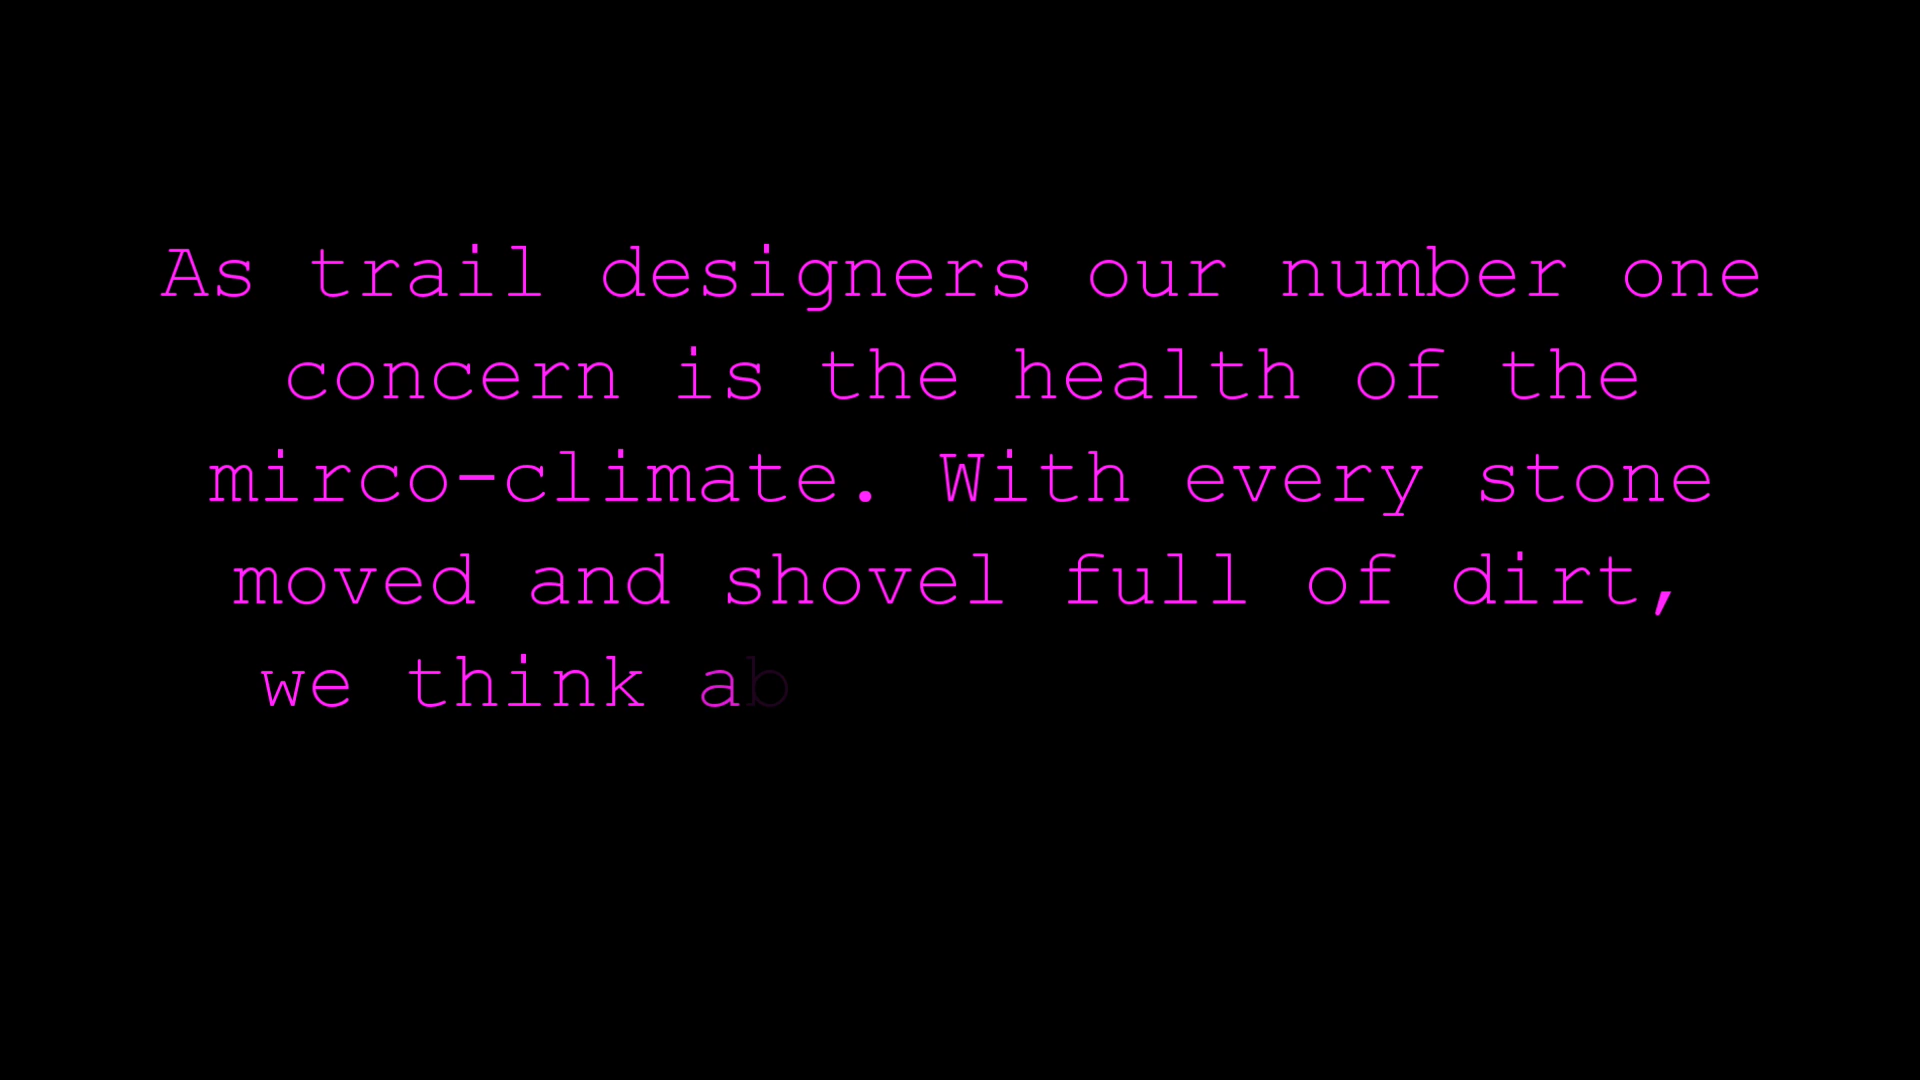 As trail designers our number one
concern is the health of the
mirco-climate. With every stone
moved and shovel full of dirt,
we think ab